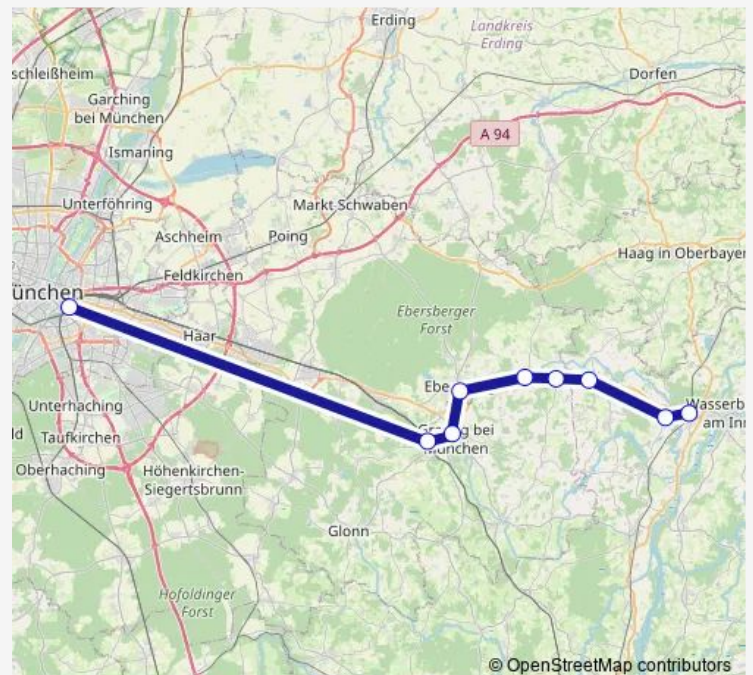 Erding
Landkreis
Erding
schleißheim
Dorfen
Garching
bei München
A 94
Ismaning
Unterföhring
Markt Schwaben
Aschheim
Poing
Haag in Oberbayer
Feldkirchen
ünchen
Ebersberger
Forst
Haar
Ebe
Wasserb
am Inn
Unterhaching
Taufkirchen
bei
München
Oberhaching
Höhenkirchen-
Siegertsbrunn
Glonn
Hofoldinger
Forst
© OpenStreetMap contributors